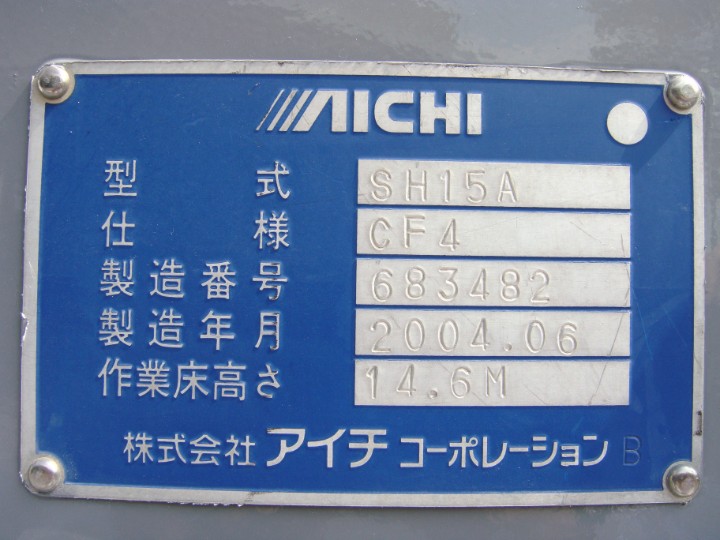 AICHI
型式 SH15A
仕様 CF4
製造番号 683482
製造年月 2004.06
作業床高さ 14.6M
株式会社 アイチ コーポレーション B